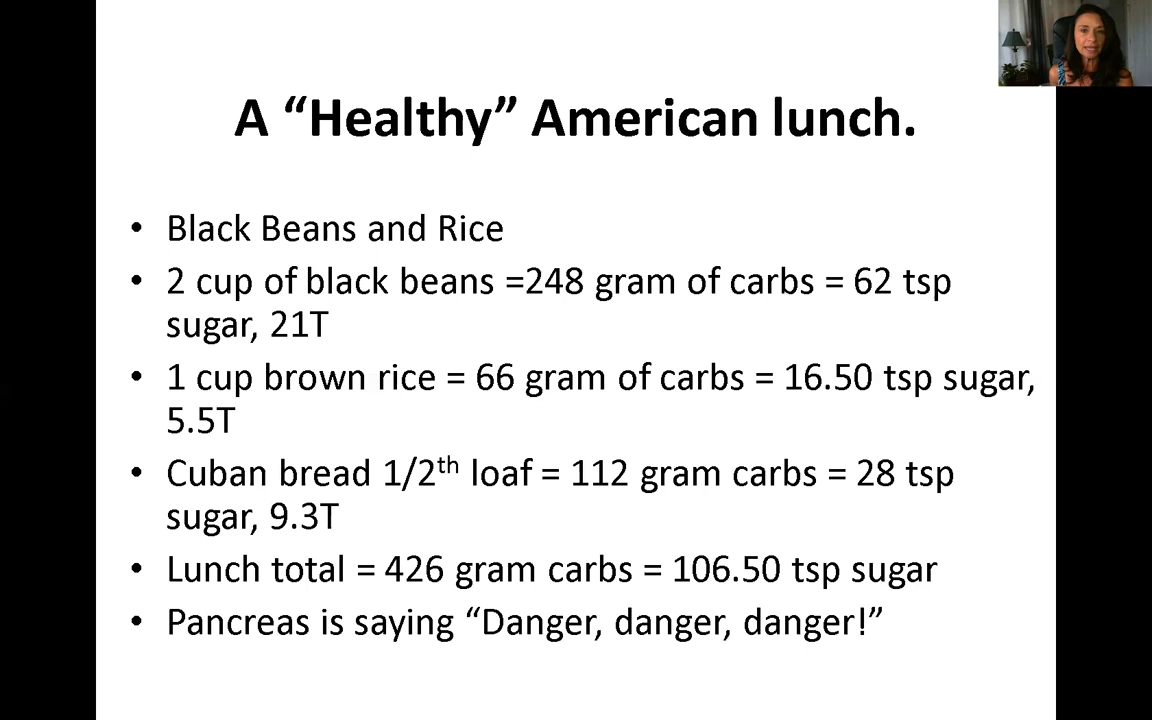 A “Healthy” American lunch.
• Black Beans and Rice
• 2 cup of black beans =248 gram of carbs = 62 tsp
sugar, 21T
• 1 cup brown rice = 66 gram of carbs = 16.50 tsp sugar,
5.5T
• Cuban bread 1/2th loaf = 112 gram carbs = 28 tsp
sugar, 9.3T
• Lunch total = 426 gram carbs = 106.50 tsp sugar
• Pancreas is saying “Danger, danger, danger!”